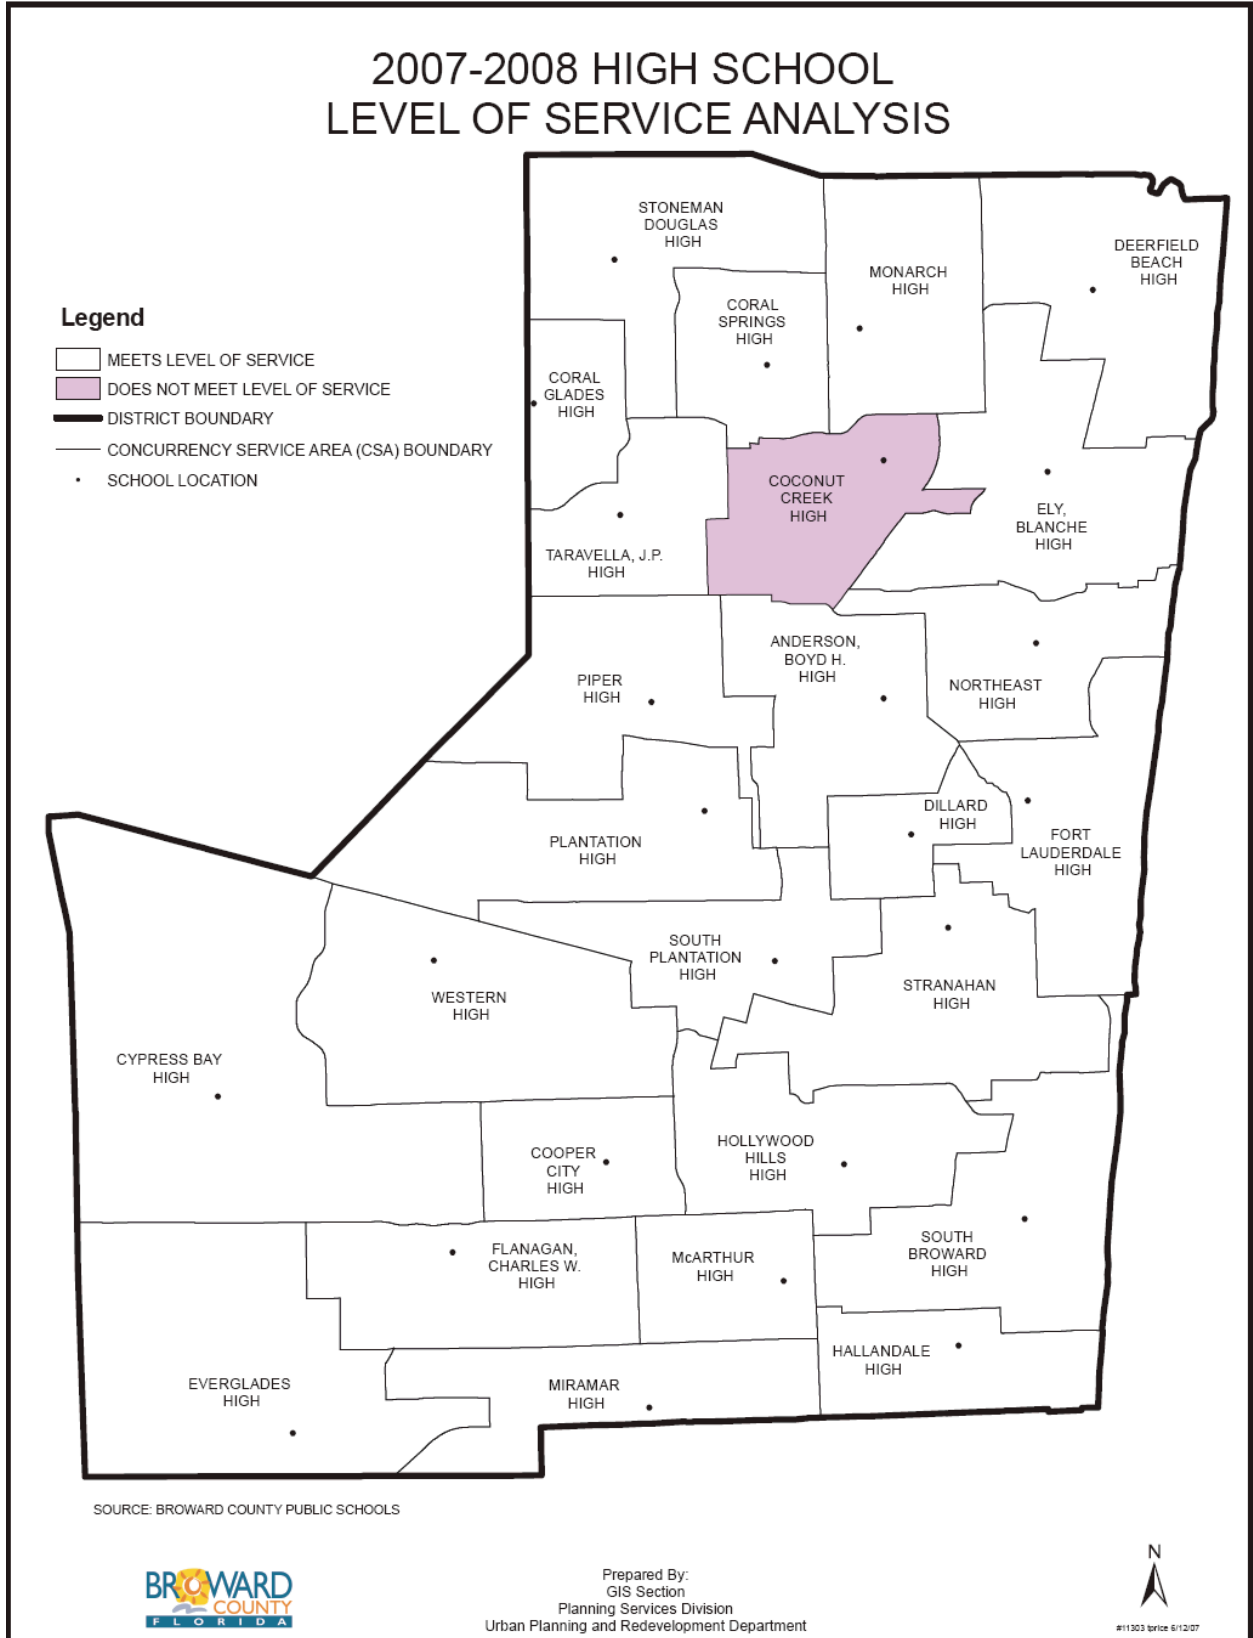 2007-2008 HIGH SCHOOL
LEVEL OF SERVICE ANALYSIS
STONEMAN
DOUGLAS
HIGH
DEERFIELD
BEACH
HIGH
MONARCH
HIGH
CORAL
SPRINGS
HIGH
Legend
MEETS LEVEL OF SERVICE
DOES NOT MEET LEVEL OF SERVICE
DISTRICT BOUNDARY
CONCURRENCY SERVICE AREA (CSA) BOUNDARY
SCHOOL LOCATION
CORAL
GLADES
HIGH
COCONUT
CREEK
HIGH
ELY,
BLANCHE
HIGH
TARAVELLA, J.P.
HIGH
ANDERSON,
BOYD H.
HIGH
PIPER
HIGH
NORTHEAST
HIGH
DILLARD
HIGH
PLANTATION
HIGH
FORT
LAUDERDALE
HIGH
SOUTH
PLANTATION
HIGH
STRANAHAN
HIGH
WESTERN
HIGH
CYPRESS BAY
HIGH
COOPER
CITY
HIGH
HOLLYWOOD
HILLS
HIGH
SOUTH
BROWARD
HIGH
FLANAGAN,
CHARLES W.
HIGH
McARTHUR
HIGH
HALLANDALE
HIGH
EVERGLADES
HIGH
MIRAMAR
HIGH
SOURCE: BROWARD COUNTY PUBLIC SCHOOLS
BROWARD
COUNTY
FLORIDA
Prepared By:
GIS Section
Planning Services Division
Urban Planning and Redevelopment Department
N
#11303 tprice 6/12/07